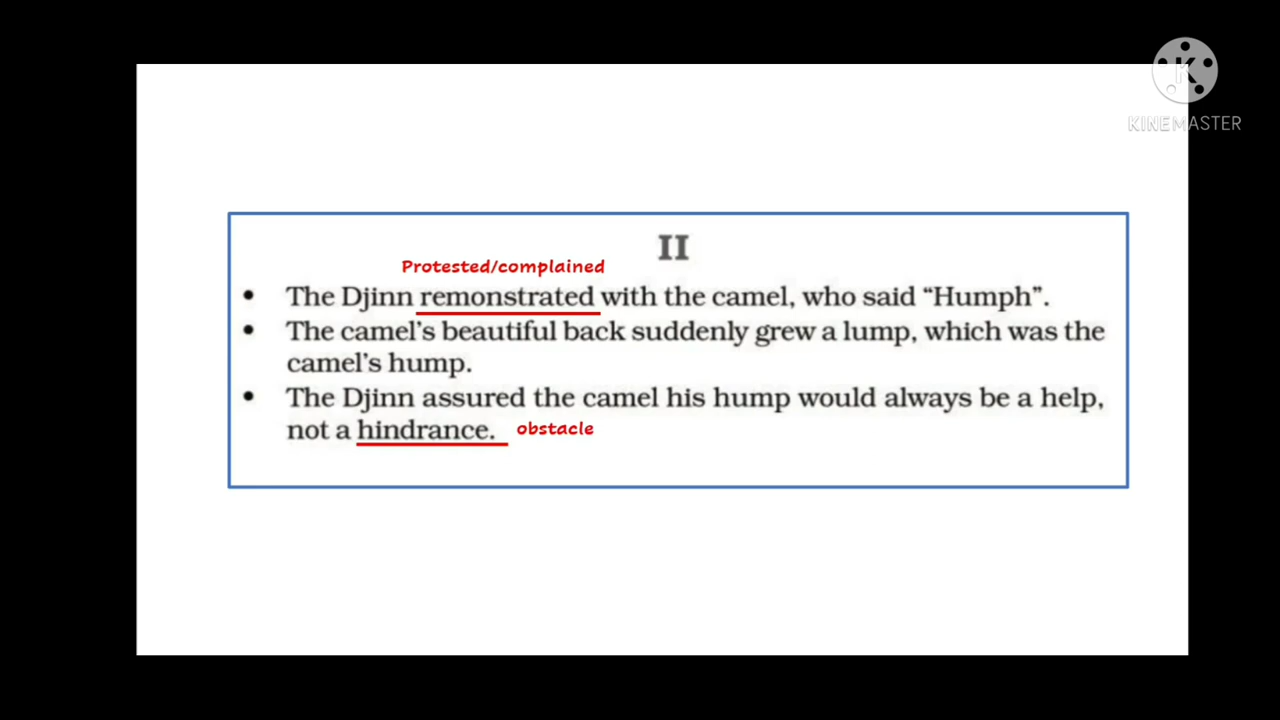 KINEMASTER
II
Protested/complained
• The Djinn remonstrated with the camel, who said “Humph”.
• The camel’s beautiful back suddenly grew a lump, which was the
camel’s hump.
• The Djinn assured the camel his hump would always be a help,
not a hindrance. obstacle